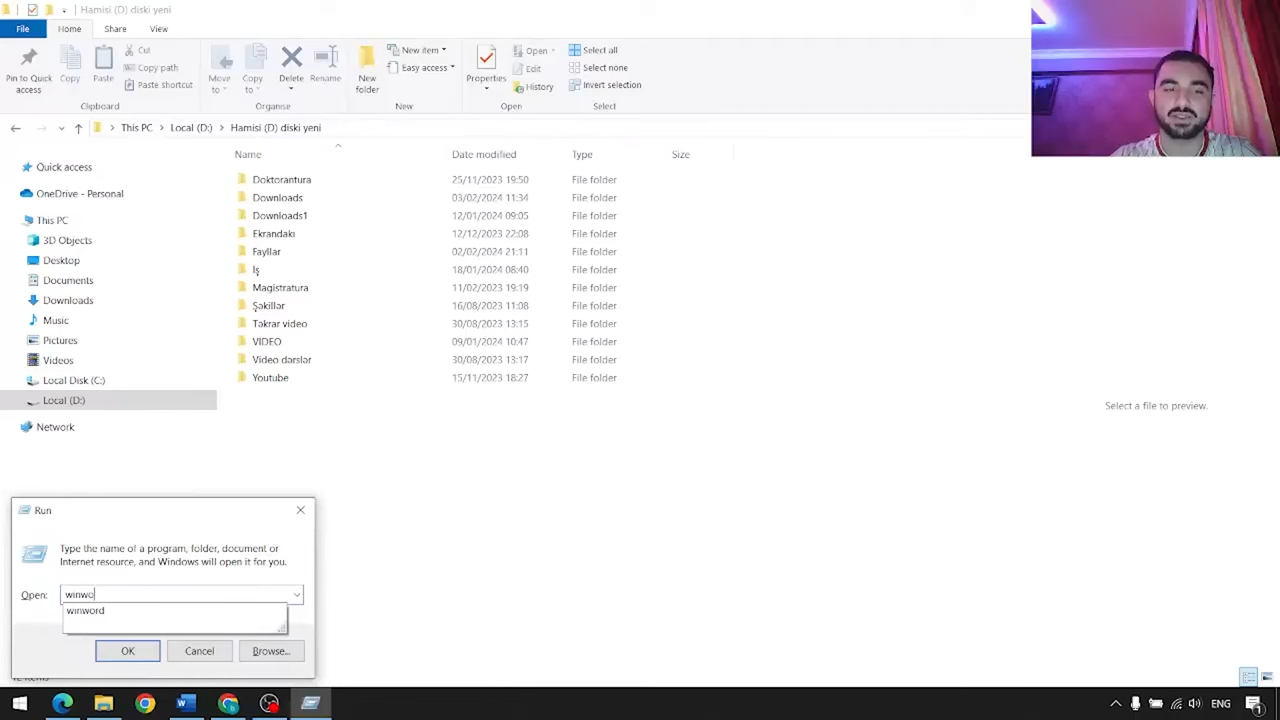 Hamisi (D) diski yeni
File Home Share View
Pin to Quick access
Copy
Paste
Cut
Copy path
Paste shortcut
Move to
Copy to
Delete
Rename
New folder
New item
Easy access
Properties
Open
Edit
History
Select all
Select none
Invert selection
Clipboard Organise New Open Select
This PC Local (D:) Hamisi (D) diski yeni
Name Date modified Type Size
Quick access
OneDrive - Personal
This PC
3D Objects
Desktop
Documents
Downloads
Music
Pictures
Videos
Local Disk (C:)
Local (D:)
Network
Doktorantura 25/11/2023 19:50 File folder
Downloads 03/02/2024 11:34 File folder
Downloads1 12/01/2024 09:05 File folder
Ekrandakı 12/12/2023 22:08 File folder
Fayllar 02/02/2024 21:11 File folder
Iş 18/01/2024 08:40 File folder
Magistratura 11/02/2023 19:19 File folder
Şəkillər 16/08/2023 11:08 File folder
Təkrar video 30/08/2023 13:15 File folder
VIDEO 09/01/2024 10:47 File folder
Video dərslər 30/08/2023 13:17 File folder
Youtube 15/11/2023 18:27 File folder
Select a file to preview.
Run
Type the name of a program, folder, document or
Internet resource, and Windows will open it for you.
Open: winwo
winword
OK Cancel Browse...
12 items
ENG
1